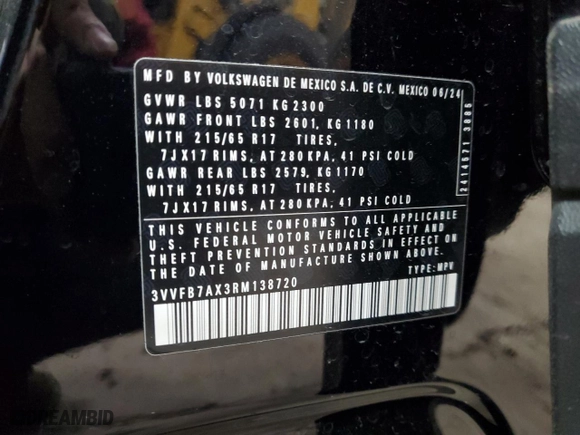 MFD BY VOLKSWAGEN DE MEXICO S.A. DE C.V. MEXICO 06/24
GVWR LBS 5071 KG 2300
GAWR FRONT LBS 2601, KG 1180
WITH 215/65 R17 TIRES,
7JX17 RIMS, AT 280 KPA, 41 PSI COLD
GAWR REAR LBS 2579, KG 1170
WITH 215/65 R17 TIRES,
7JX17 RIMS, AT 280 KPA, 41 PSI COLD
THIS VEHICLE CONFORMS TO ALL APPLICABLE
U.S. FEDERAL MOTOR VEHICLE SAFETY AND
THEFT PREVENTION STANDARDS IN EFFECT ON
THE DATE OF MANUFACTURE SHOWN ABOVE.
TYPE: MPV
3VVFB7AX3RM138720
2414571 3886
DREAMBID